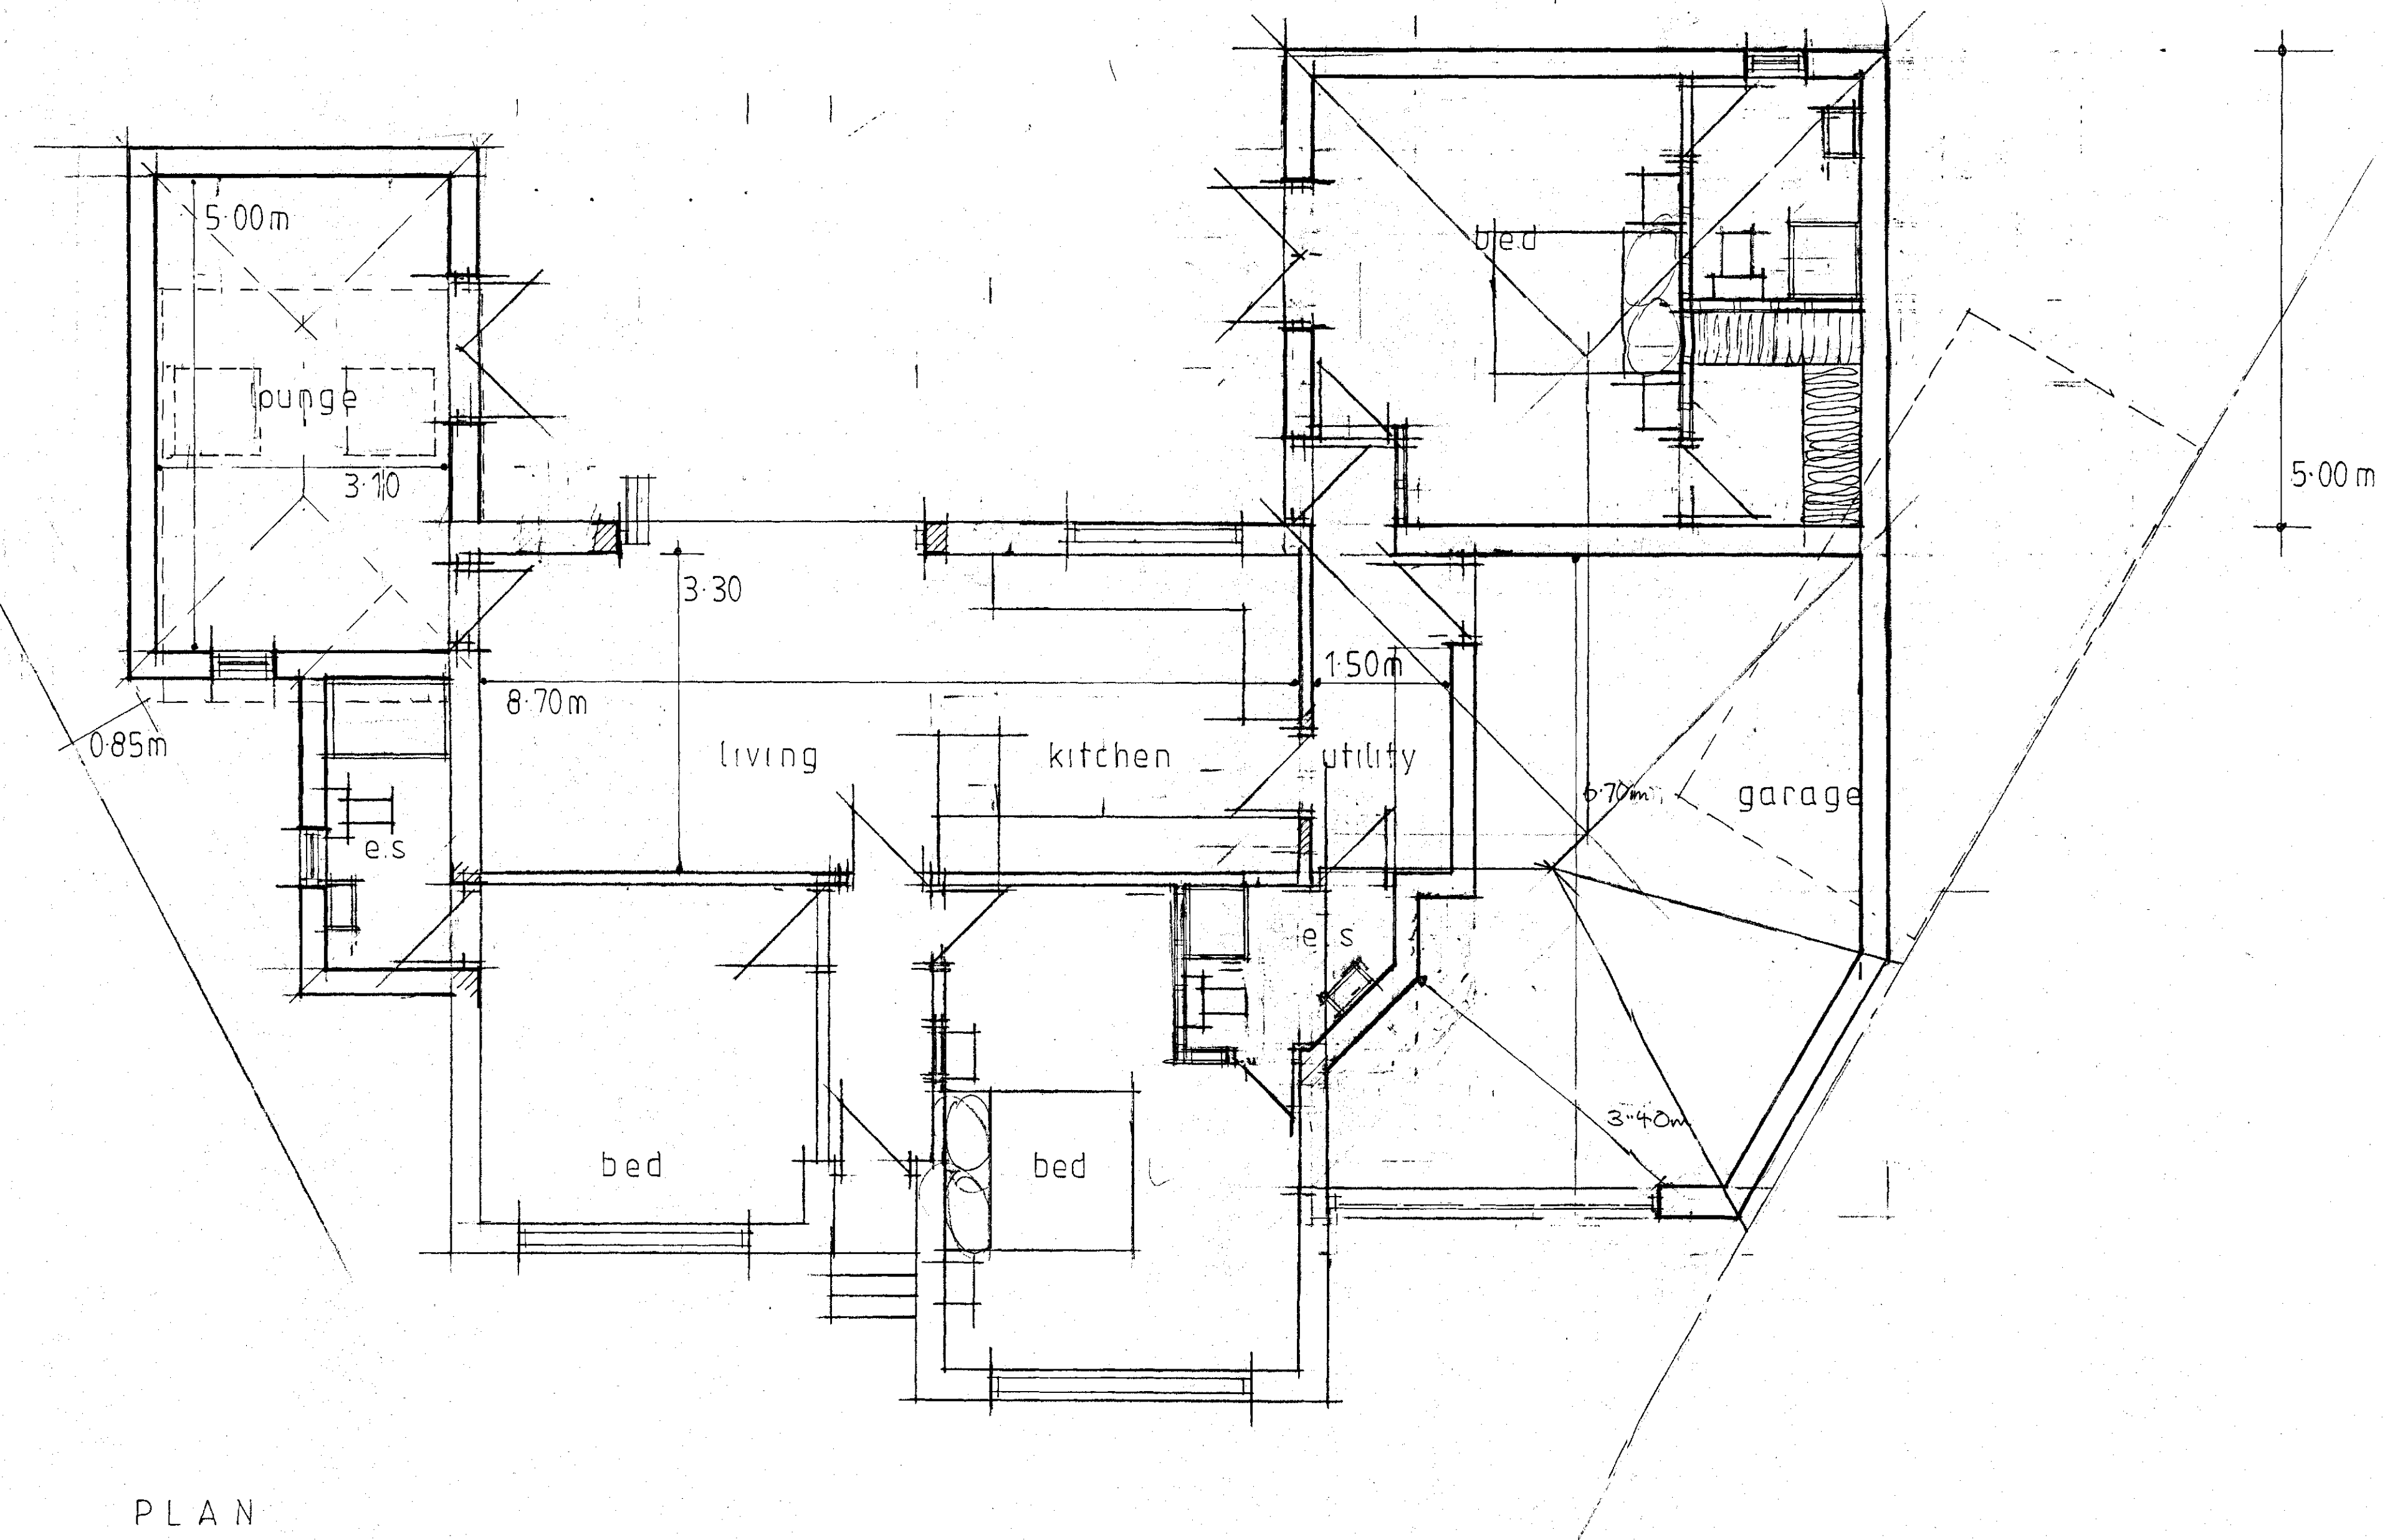 5.00m
bed
lounge
3.10
5.00m
3.30
1.50m
8.70m
0.85m
living
kitchen
utility
6.70m
garage
e.s
e.s
3.40m
bed
bed
PLAN